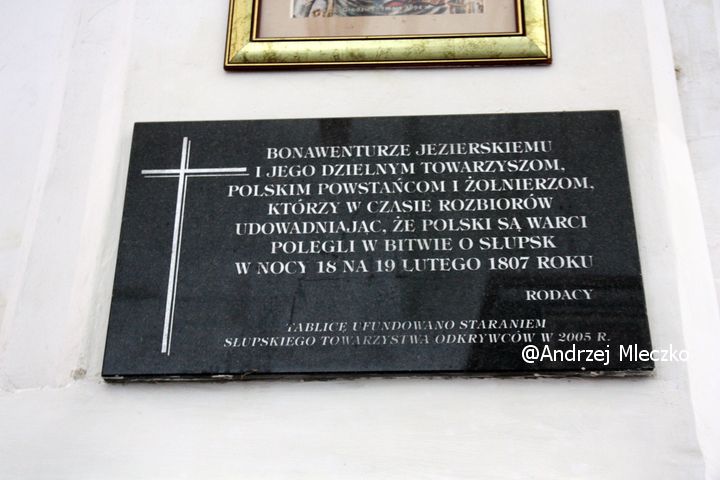 BONAWENTURZE JEZIERSKIEMU
I JEGO DZIELNYM TOWARZYSZOM,
POLSKIM POWSTAŃCOM I ŻOŁNIERZOM,
KTÓRZY W CZASIE ROZBIORÓW
UDOWADNIAJĄC, ŻE POLSKI SĄ WARCI
POLEGLI W BITWIE O SŁUPSK
W NOCY 18 NA 19 LUTEGO 1807 ROKU
RODACY
TABLICE UFUNDOWANO STARANIEM
SŁUPSKIEGO TOWARZYSTWA ODKRYWCÓW W 2005 R.
@Andrzej Mleczko